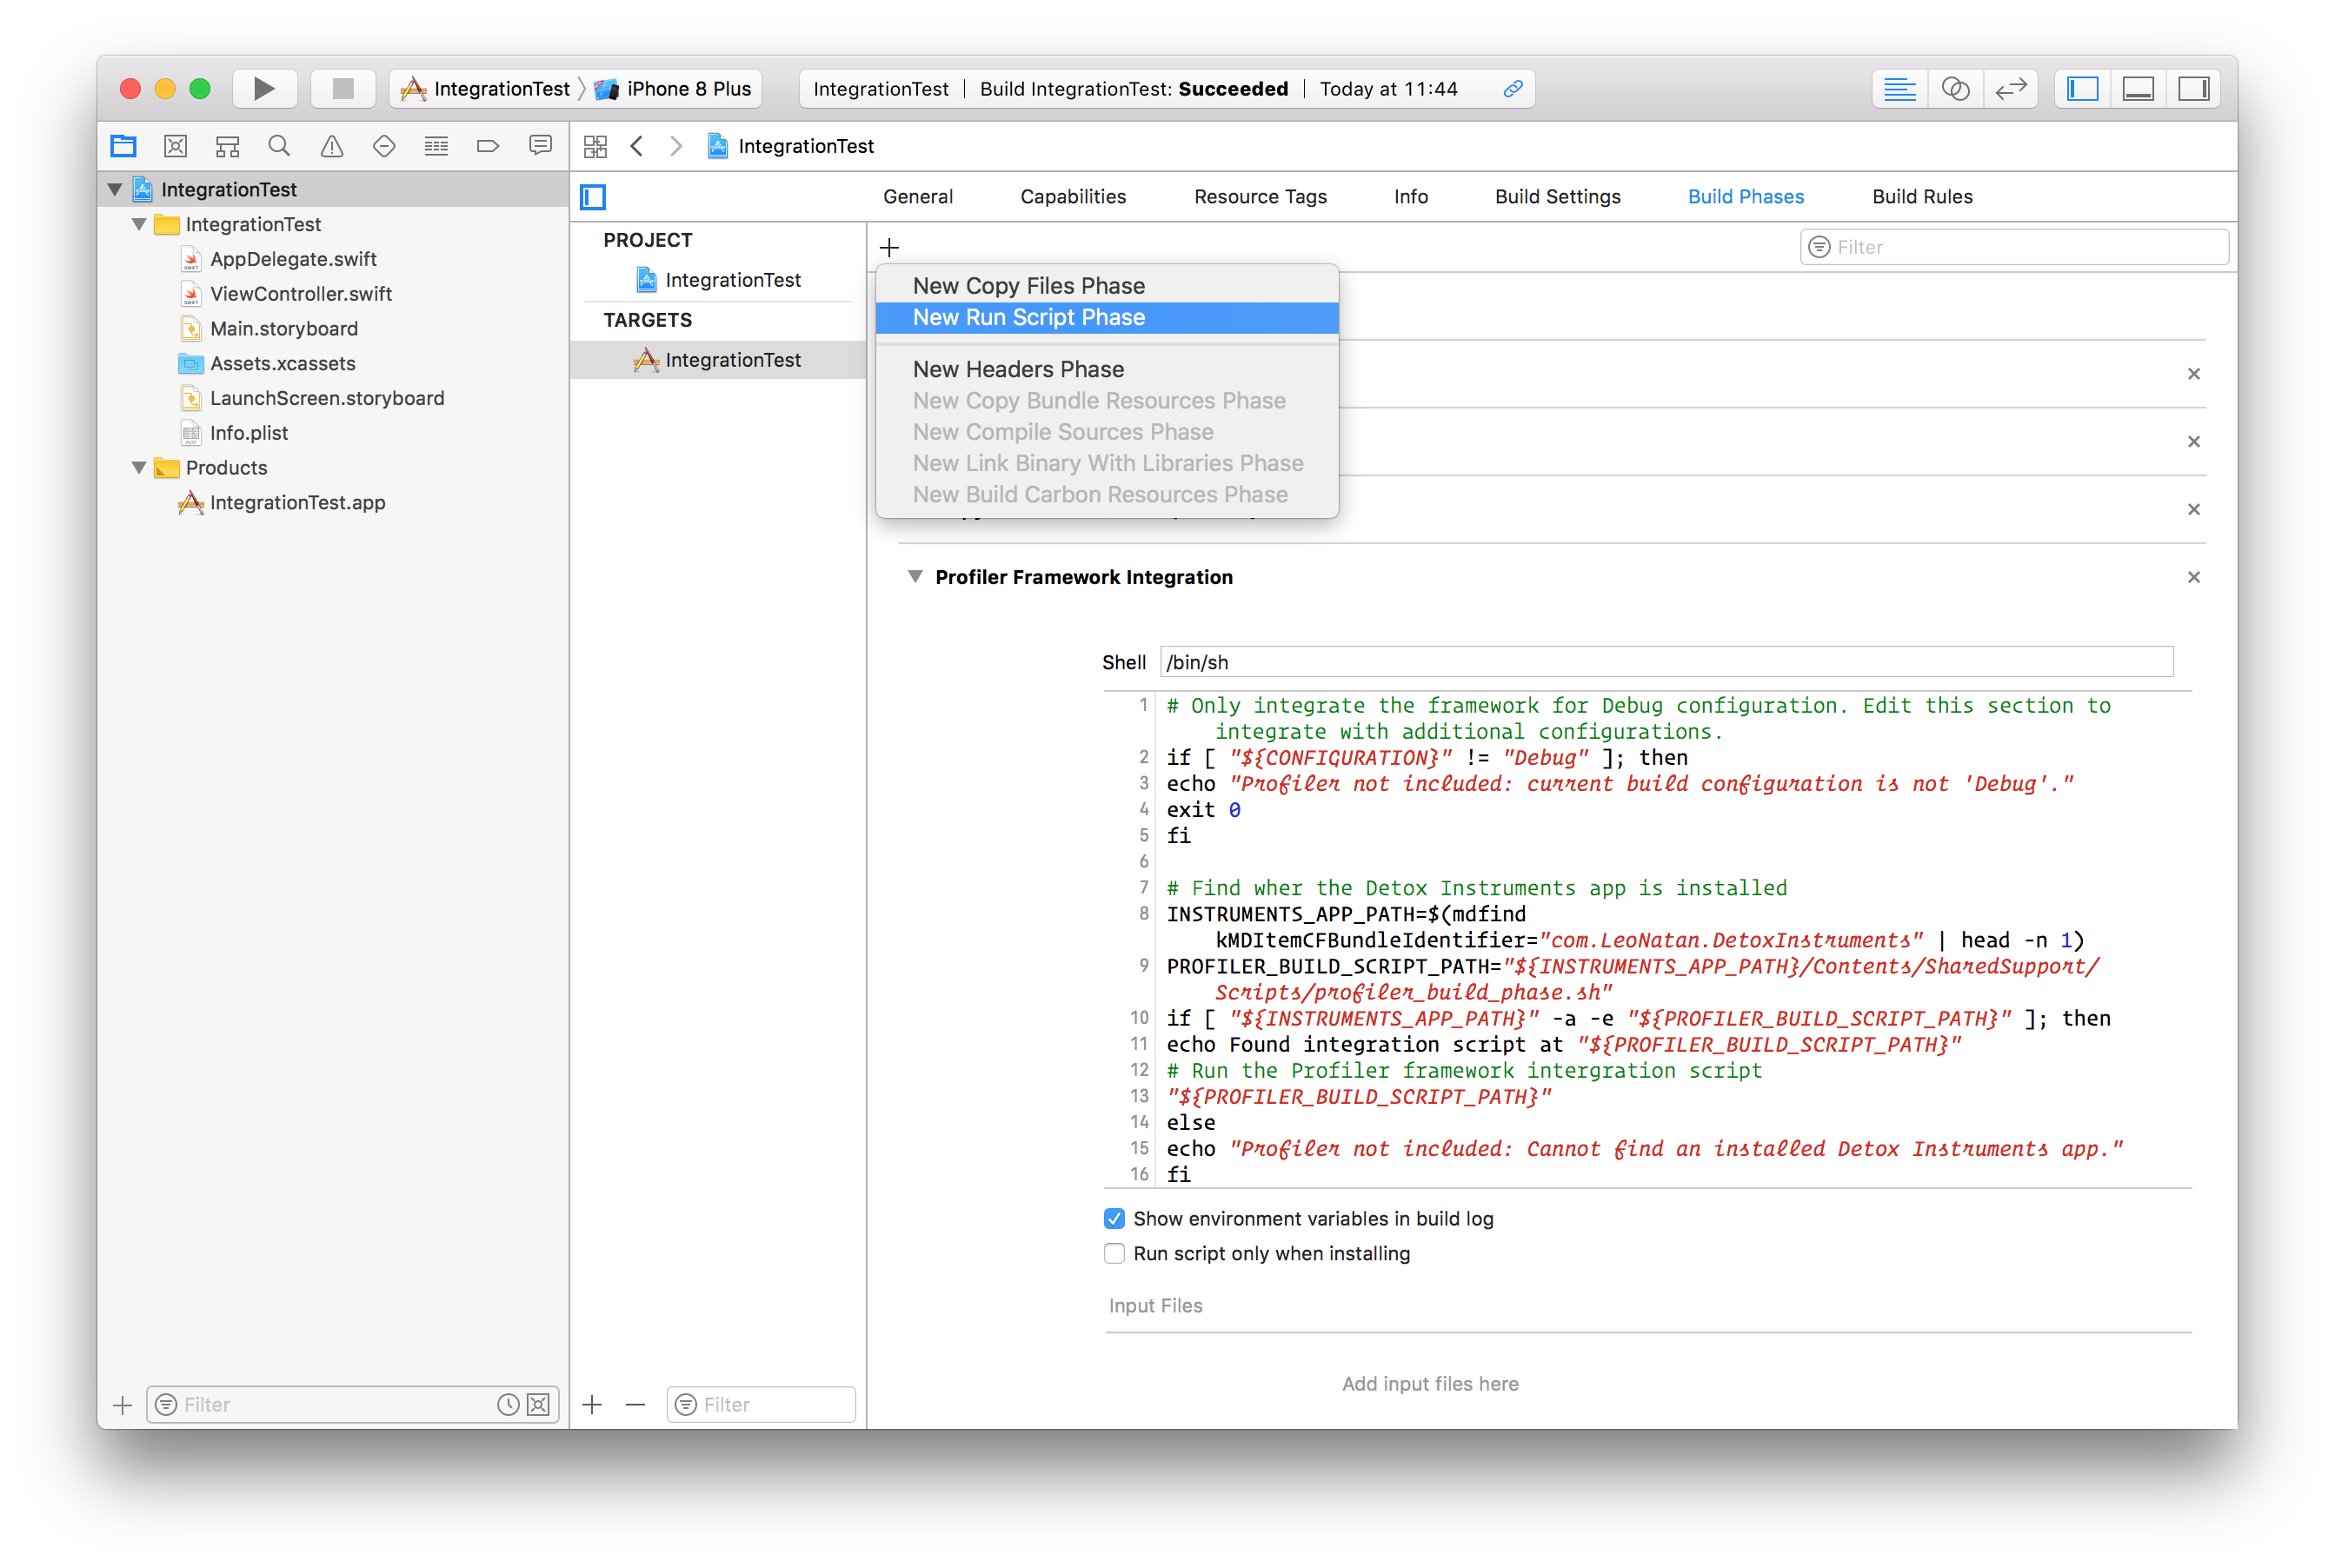 IntegrationTest
iPhone 8 Plus
IntegrationTest | Build IntegrationTest: Succeeded | Today at 11:44
IntegrationTest
IntegrationTest
AppDelegate.swift
ViewController.swift
Main.storyboard
Assets.xcassets
LaunchScreen.storyboard
Info.plist
Products
IntegrationTest.app
Filter
IntegrationTest
General Capabilities Resource Tags Info Build Settings Build Phases Build Rules
PROJECT
IntegrationTest
TARGETS
IntegrationTest
Filter
Filter
New Copy Files Phase
New Run Script Phase
New Headers Phase
New Copy Bundle Resources Phase
New Compile Sources Phase
New Link Binary With Libraries Phase
New Build Carbon Resources Phase
Profiler Framework Integration
Shell /bin/sh
1 # Only integrate the framework for Debug configuration. Edit this section to
integrate with additional configurations.
2 if [ "${CONFIGURATION}" != "Debug" ]; then
3 echo "Profiler not included: current build configuration is not 'Debug'."
4 exit 0
5 fi
6
7 # Find wher the Detox Instruments app is installed
8 INSTRUMENTS_APP_PATH=$(mdfind
kMDItemCFBundleIdentifier="com.LeoNatan.DetoxInstruments" | head -n 1)
9 PROFILER_BUILD_SCRIPT_PATH="${INSTRUMENTS_APP_PATH}/Contents/SharedSupport/
Scripts/profiler_build_phase.sh"
10 if [ "${INSTRUMENTS_APP_PATH}" -a -e "${PROFILER_BUILD_SCRIPT_PATH}" ]; then
11 echo Found integration script at "${PROFILER_BUILD_SCRIPT_PATH}"
12 # Run the Profiler framework intergration script
13 "${PROFILER_BUILD_SCRIPT_PATH}"
14 else
15 echo "Profiler not included: Cannot find an installed Detox Instruments app."
16 fi
Show environment variables in build log
Run script only when installing
Input Files
Add input files here